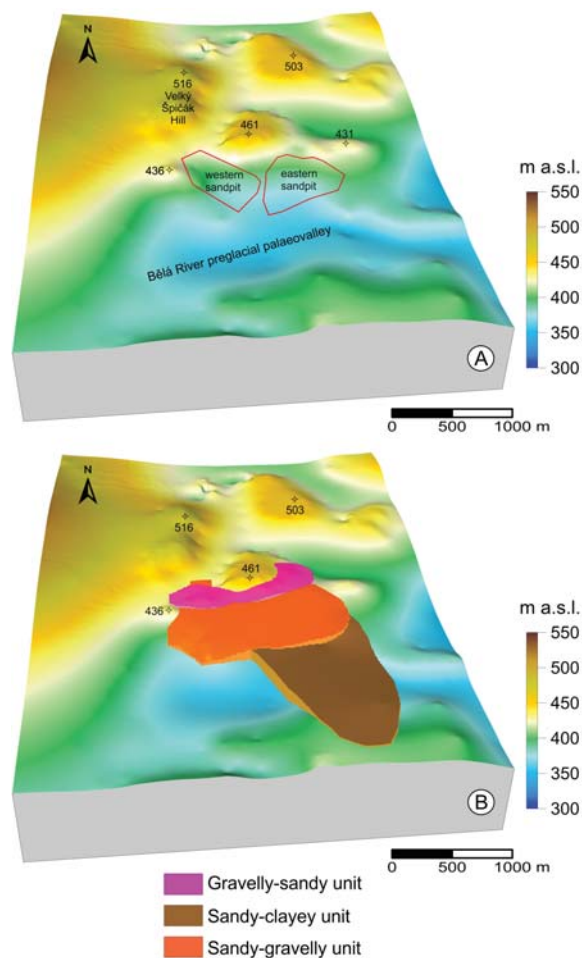 N
503
516
Velký
Špičák
Hill
461
431
436
western
sandpit
eastern
sandpit
Bělá River preglacial palaeovalley
m a.s.l.
550
500
450
400
350
300
A
0 500 1000 m
N
503
516
461
436
m a.s.l.
550
500
450
400
350
300
B
0 500 1000 m
Gravelly-sandy unit
Sandy-clayey unit
Sandy-gravelly unit